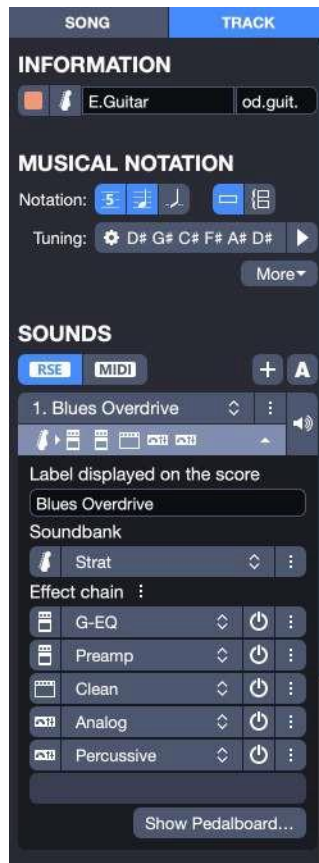 SONG TRACK
INFORMATION
E.Guitar od.guit.
MUSICAL NOTATION
Notation: 5
Tuning: D# G# C# F# A# D#
More
SOUNDS
RSE MIDI + A
1. Blues Overdrive
Label displayed on the score
Blues Overdrive
Soundbank
Strat
Effect chain
G-EQ
Preamp
Clean
Analog
Percussive
Show Pedalboard...